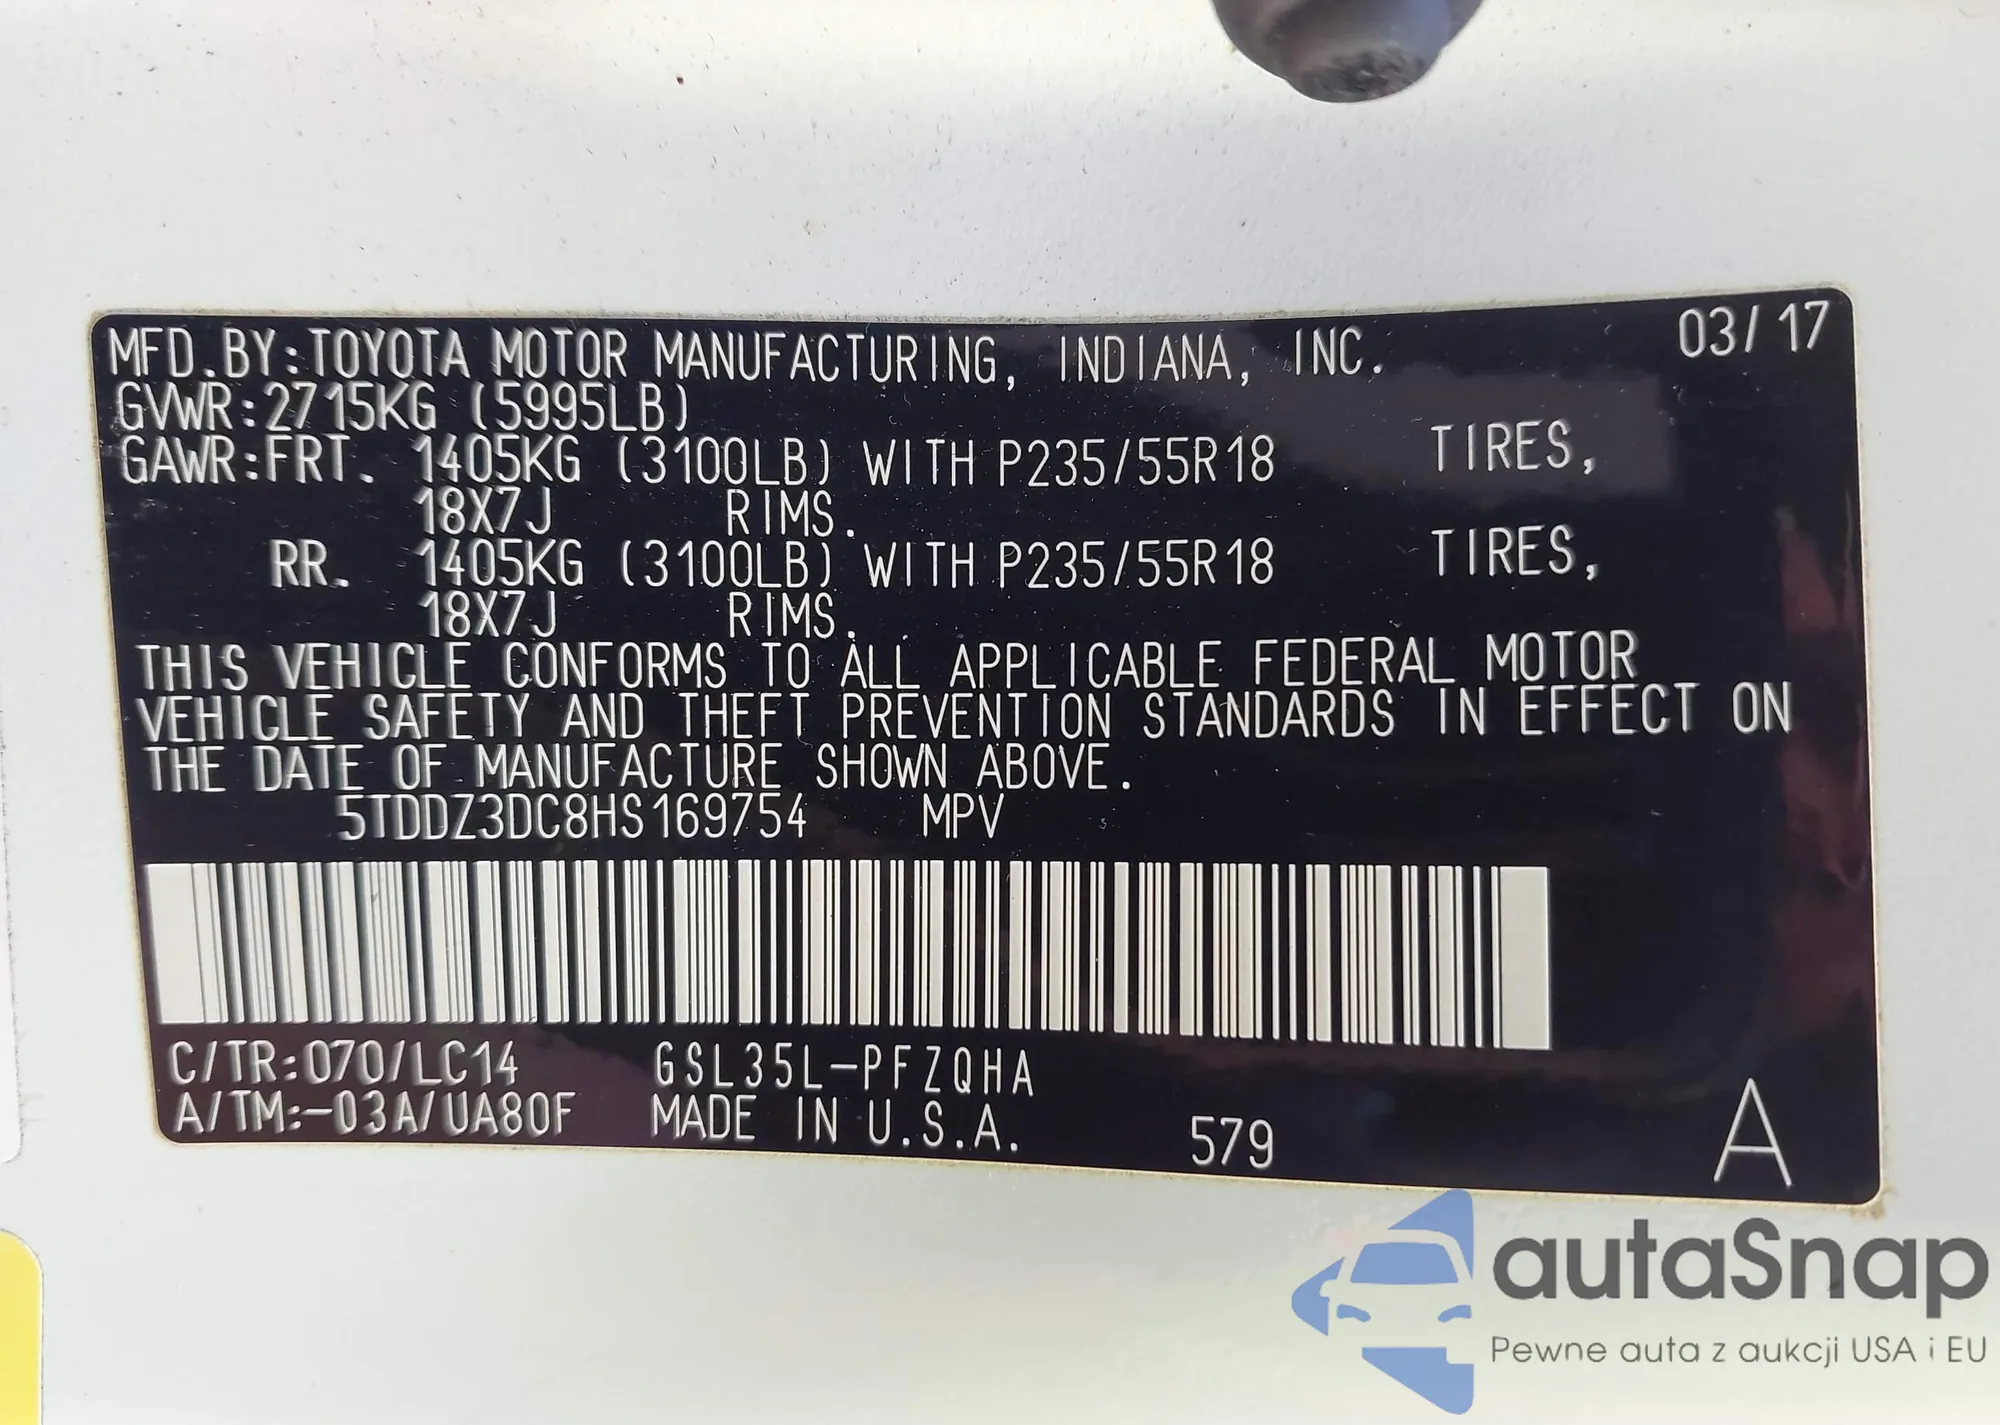 MFD.BY:TOYOTA MOTOR MANUFACTURING, INDIANA, INC. 03/17
GVWR:2715KG (5995LB)
GAWR:FRT. 1405KG (3100LB) WITH P235/55R18 TIRES,
18X7J RIMS.
RR. 1405KG (3100LB) WITH P235/55R18 TIRES,
18X7J RIMS.
THIS VEHICLE CONFORMS TO ALL APPLICABLE FEDERAL MOTOR
VEHICLE SAFETY AND THEFT PREVENTION STANDARDS IN EFFECT ON
THE DATE OF MANUFACTURE SHOWN ABOVE.
5TDDZ3DC8HS169754 MPV
C/TR:070/LC14 GSL35L-PFZQHA
A/TM:-03A/UA80F MADE IN U.S.A. 579 A
autaSnap
Pewne auta z aukcji USA i EU